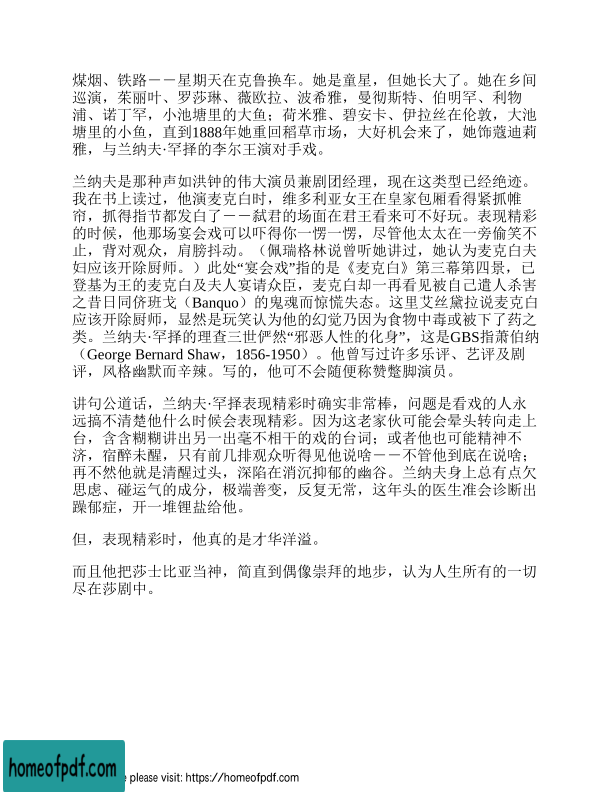 煤烟、铁路－－星期天在克鲁换车。她是童星，但她长大了。她在乡间
巡演，茱丽叶、罗莎琳、薇欧拉、波希雅，曼彻斯特、伯明罕、利物
浦、诺丁罕，小池塘里的大鱼；荷米雅、碧安卡、伊拉丝在伦敦，大池
塘里的小鱼，直到1888年她重回稻草市场，大好机会来了，她饰蔻迪莉
雅，与兰纳夫·罕择的李尔王演对手戏。
兰纳夫是那种声如洪钟的伟大演员兼剧团经理，现在这类型已经绝迹。
我在书上读过，他演麦克白时，维多利亚女王在皇家包厢看得紧抓帷
帘，抓得指节都发白了－－弑君的场面在君王看来可不好玩。表现精彩
的时候，他那场宴会戏可以吓得你一愣一愣，尽管他太太在一旁偷笑不
止，背对观众，肩膀抖动。（佩瑞格林说曾听她讲过，她认为麦克白夫
妇应该开除厨师。）此处“宴会戏”指的是《麦克白》第三幕第四景，已
登基为王的麦克白及夫人宴请众臣，麦克白却一再看见被自己遣人杀害
之昔日同侪班戈（Banquo）的鬼魂而惊慌失态。这里艾丝黛拉说麦克白
应该开除厨师，显然是玩笑认为他的幻觉乃因为食物中毒或被下了药之
类。兰纳夫·罕择的理查三世俨然“邪恶人性的化身”，这是GBS指萧伯纳
（George Bernard Shaw，1856-1950）。他曾写过许多乐评、艺评及剧
评，风格幽默而辛辣。写的，他可不会随便称赞蹩脚演员。
讲句公道话，兰纳夫·罕择表现精彩时确实非常棒，问题是看戏的人永
远搞不清楚他什么时候会表现精彩。因为这老家伙可能会晕头转向走上
台，含含糊糊讲出另一出毫不相干的戏的台词；或者他也可能精神不
济，宿醉未醒，只有前几排观众听得见他说啥－－不管他到底在说啥；
再不然他就是清醒过头，深陷在消沉抑郁的幽谷。兰纳夫身上总有点欠
思虑、碰运气的成分，极端善变，反复无常，这年头的医生准会诊断出
躁郁症，开一堆锂盐给他。
但，表现精彩时，他真的是才华洋溢。
而且他把莎士比亚当神，简直到偶像崇拜的地步，认为人生所有的一切
尽在莎剧中。
homeofpdf.com
e please visit: https://homeofpdf.com